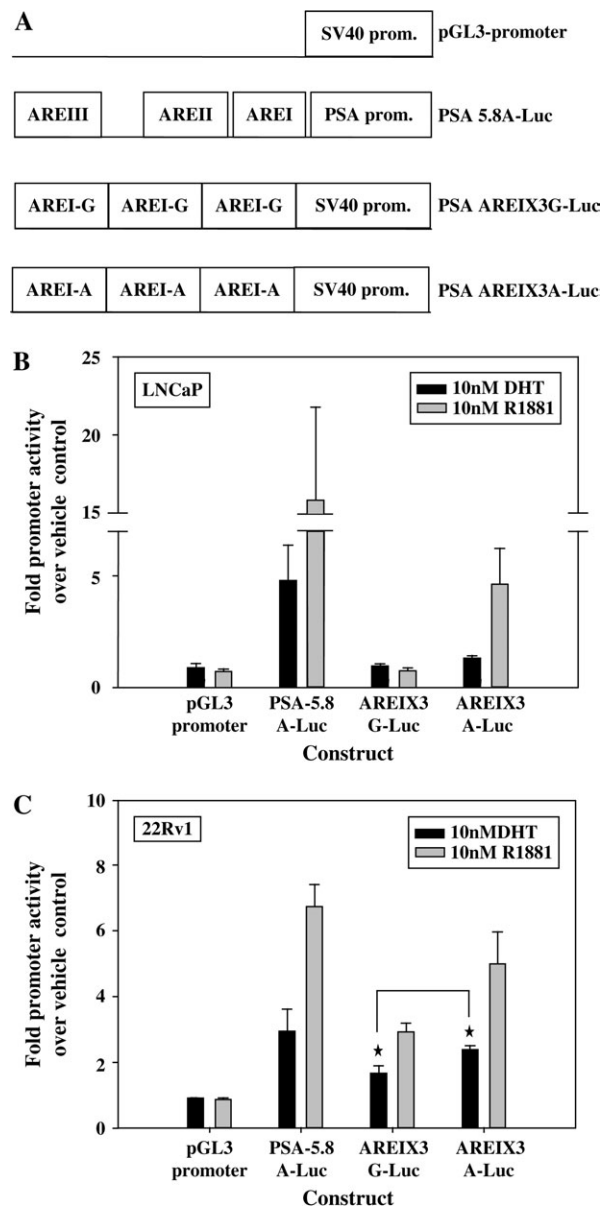 A
SV40 prom. pGL3-promoter
AREIII AREII AREI PSA prom. PSA 5.8A-Luc
AREI-G AREI-G AREI-G SV40 prom. PSA AREIX3G-Luc
AREI-A AREI-A AREI-A SV40 prom. PSA AREIX3A-Luc
B
LNCaP
10nM DHT
10nM R1881
Fold promoter activity
over vehicle control
25
20
15
5
0
pGL3 PSA-5.8 AREIX3 AREIX3
promoter A-Luc G-Luc A-Luc
Construct
C
22Rv1
10nMDHT
10nM R1881
Fold promoter activity
over vehicle control
10
8
6
4
2
0
pGL3 PSA-5.8 AREIX3 AREIX3
promoter A-Luc G-Luc A-Luc
Construct